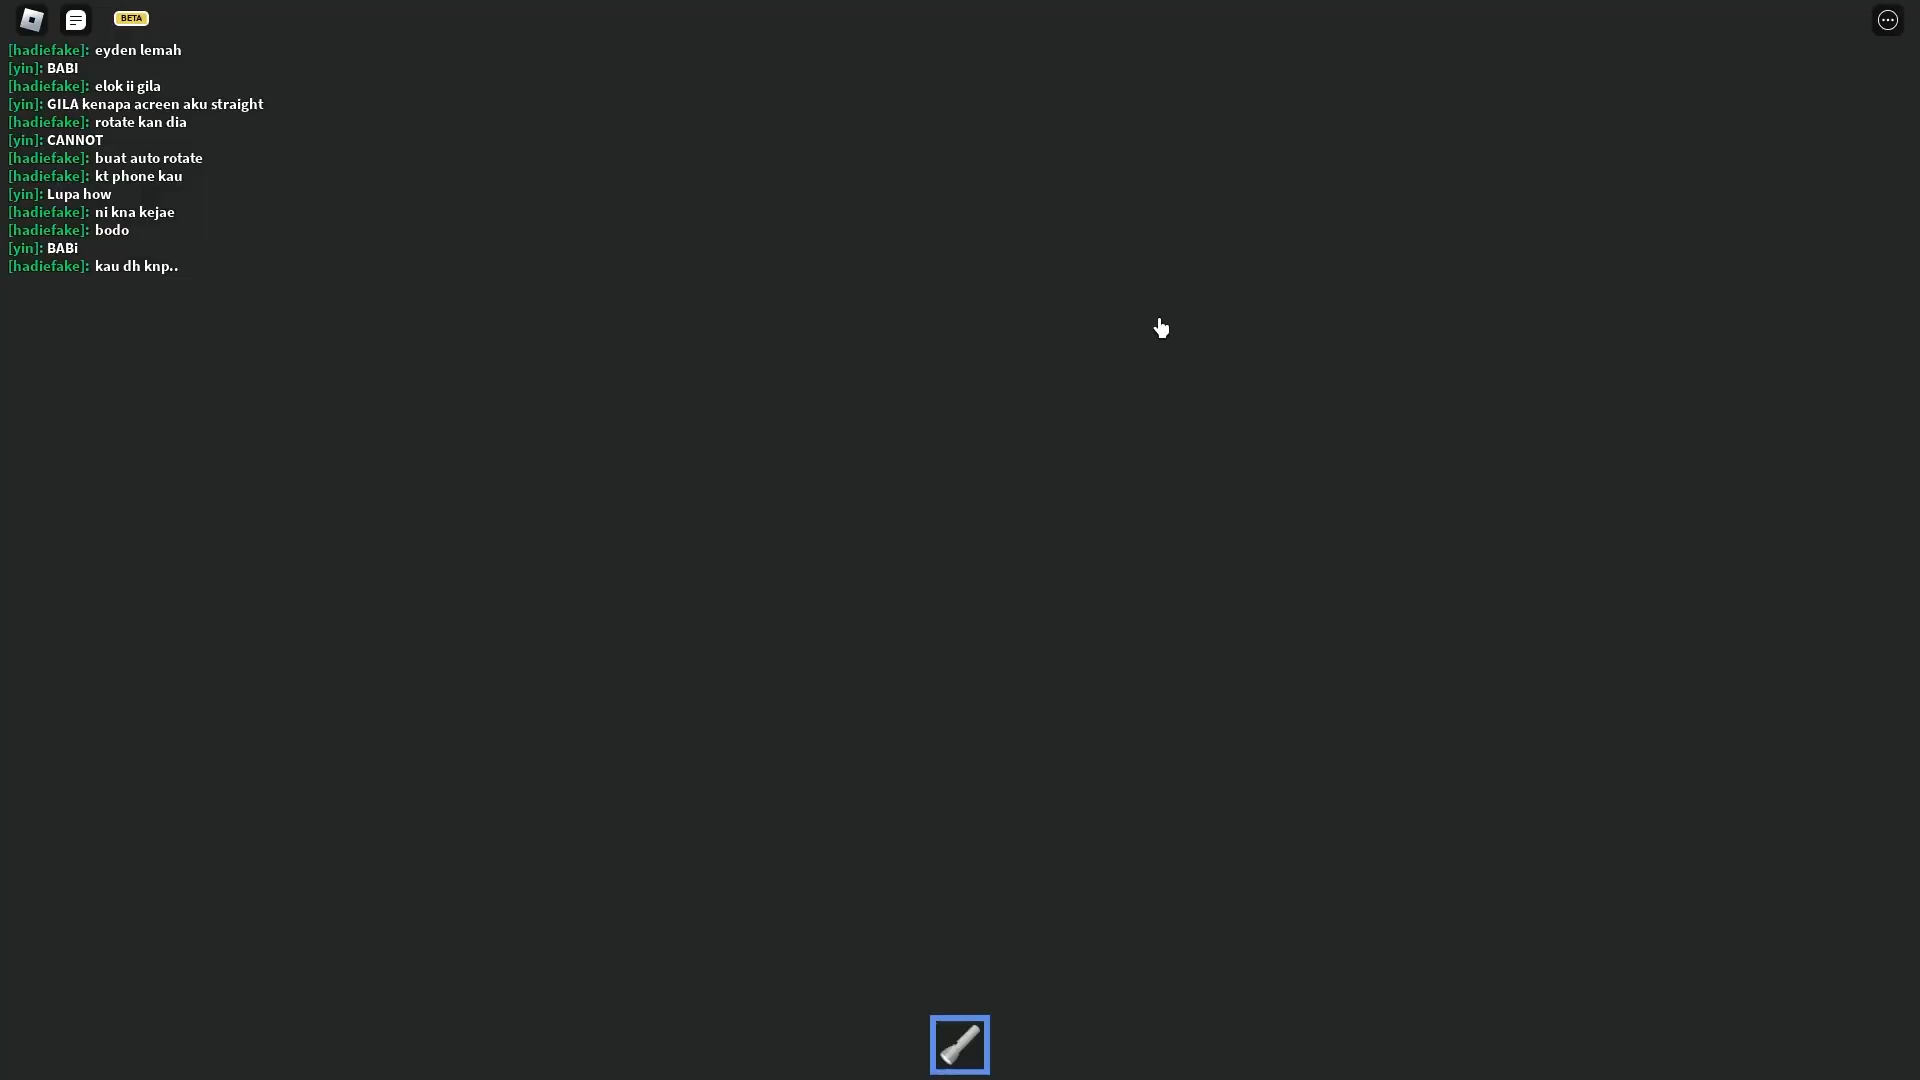 BETA
[hadiefake]: eyden lemah
[yin]: BABI
[hadiefake]: elok ii gila
[yin]: GILA kenapa acreen aku straight
[hadiefake]: rotate kan dia
[yin]: CANNOT
[hadiefake]: buat auto rotate
[hadiefake]: kt phone kau
[yin]: Lupa how
[hadiefake]: ni kna kejae
[hadiefake]: bodo
[yin]: BABi
[hadiefake]: kau dh knp..